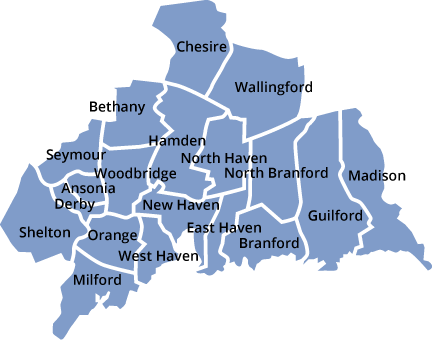 Chesire
Wallingford
Bethany
Hamden
Seymour
North Haven
Woodbridge
North Branford
Madison
Ansonia
Derby
New Haven
Guilford
Shelton
Orange
East Haven
Branford
West Haven
Milford